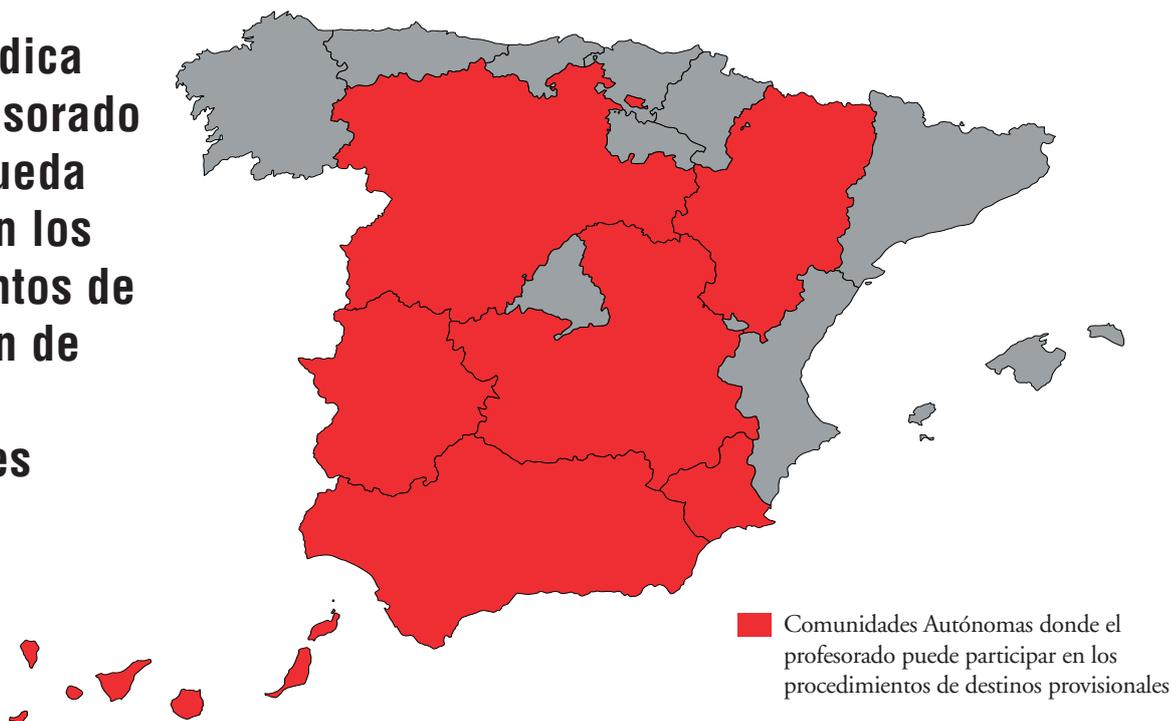 dica
sorado
ueda
n los
ntos de
n de
es
Comunidades Autónomas donde el
profesorado puede participar en los
procedimientos de destinos provisionales